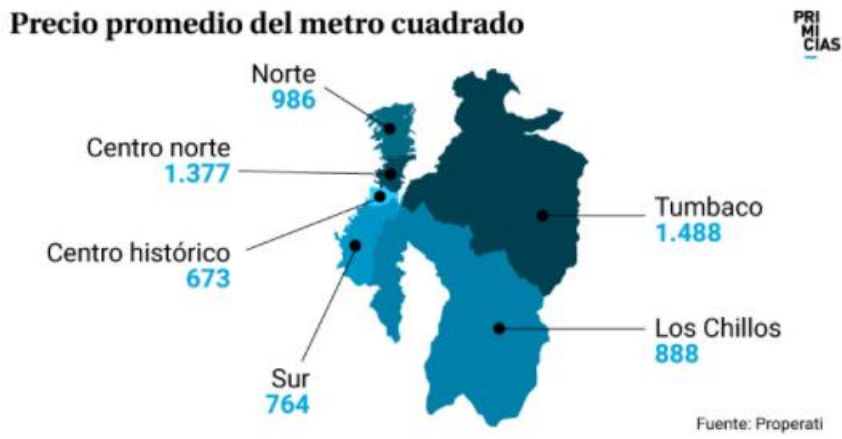 Precio promedio del metro cuadrado
PRI
MI
CIAS
Norte
986
Centro norte
1.377
Centro histórico
673
Sur
764
Tumbaco
1.488
Los Chillos
888
Fuente: Properati